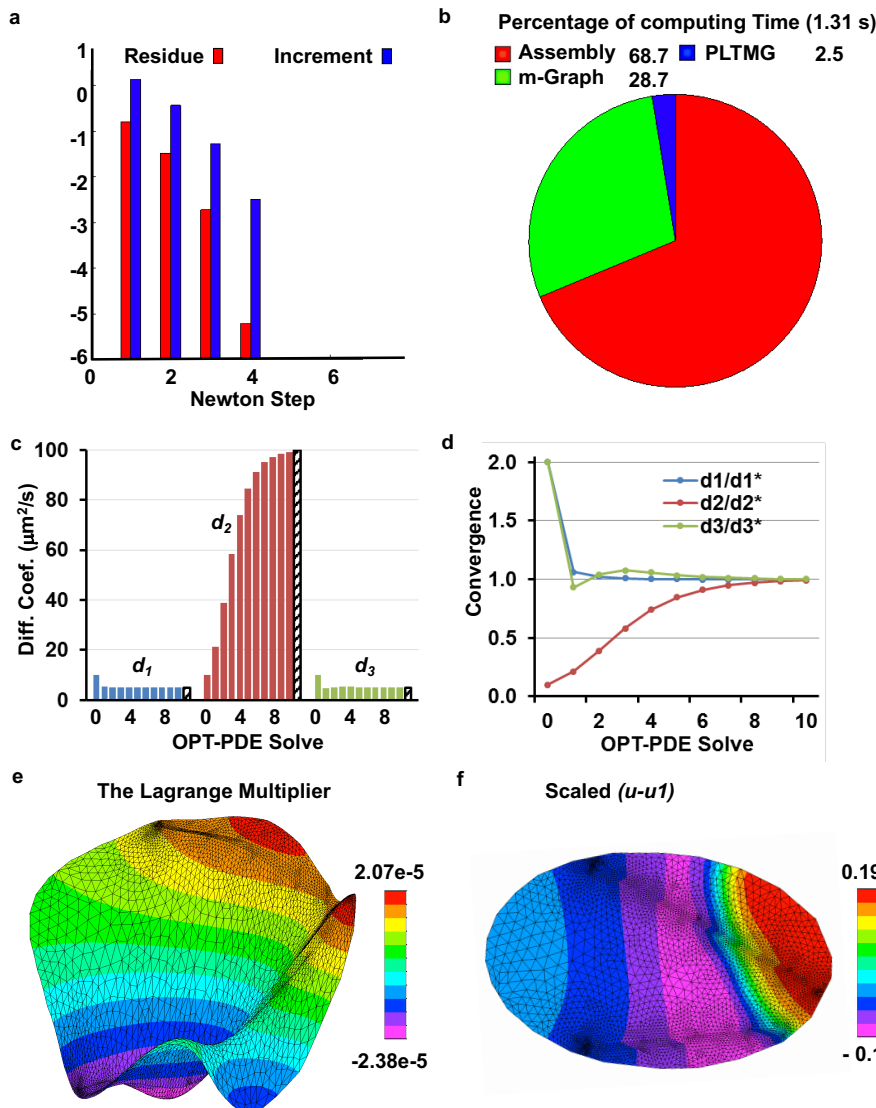 a
Residue Increment
1
0
-1
-2
-3
-4
-5
-6
0 2 4 6
Newton Step
b
Percentage of computing Time (1.31 s)
Assembly 68.7 PLTMG 2.5
m-Graph 28.7
c
Diff. Coef. (μm²/s)
100
80
60
40
20
0
d₁ d₂ d₃
0 4 8 0 4 8 0 4 8
OPT-PDE Solve
d
Convergence
2.0
1.5
1.0
0.5
0.0
d1/d1*
d2/d2*
d3/d3*
0 2 4 6 8 10
OPT-PDE Solve
e
The Lagrange Multiplier
2.07e-5
-2.38e-5
f
Scaled (u-u1)
0.19
- 0.1